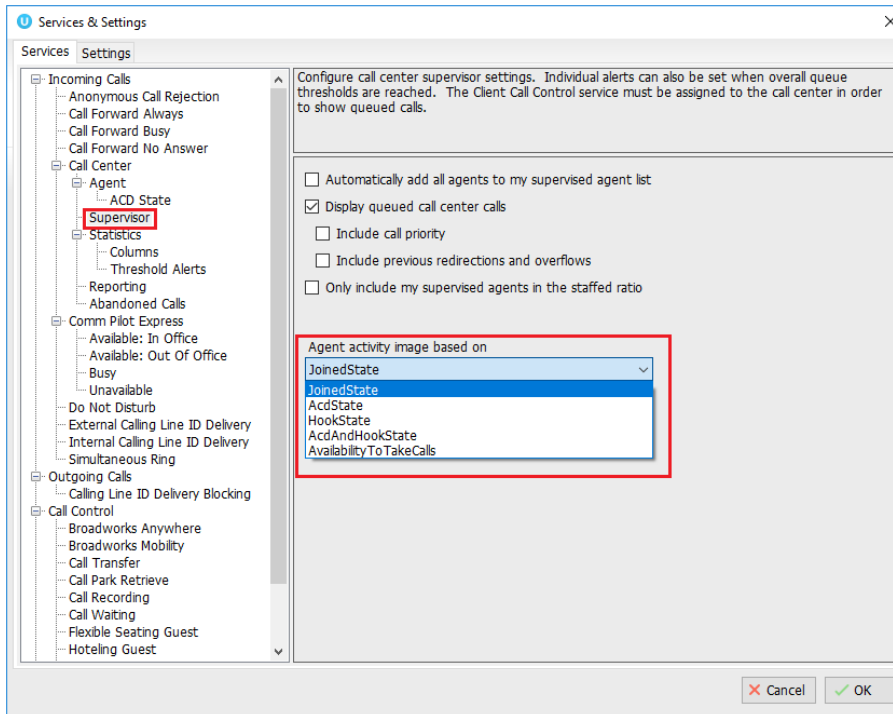 Services & Settings
Services
Settings
Incoming Calls
Anonymous Call Rejection
Call Forward Always
Call Forward Busy
Call Forward No Answer
Call Center
Agent
ACD State
Supervisor
Statistics
Columns
Threshold Alerts
Reporting
Abandoned Calls
Comm Pilot Express
Available: In Office
Available: Out Of Office
Busy
Unavailable
Do Not Disturb
External Calling Line ID Delivery
Internal Calling Line ID Delivery
Simultaneous Ring
Outgoing Calls
Calling Line ID Delivery Blocking
Call Control
Broadworks Anywhere
Broadworks Mobility
Call Transfer
Call Park Retrieve
Call Recording
Call Waiting
Flexible Seating Guest
Hoteling Guest
Configure call center supervisor settings. Individual alerts can also be set when overall queue
thresholds are reached. The Client Call Control service must be assigned to the call center in order
to show queued calls.
Automatically add all agents to my supervised agent list
Display queued call center calls
Include call priority
Include previous redirections and overflows
Only include my supervised agents in the staffed ratio
Agent activity image based on
JoinedState
JoinedState
AcdState
HookState
AcdAndHookState
AvailabilityToTakeCalls
Cancel
OK